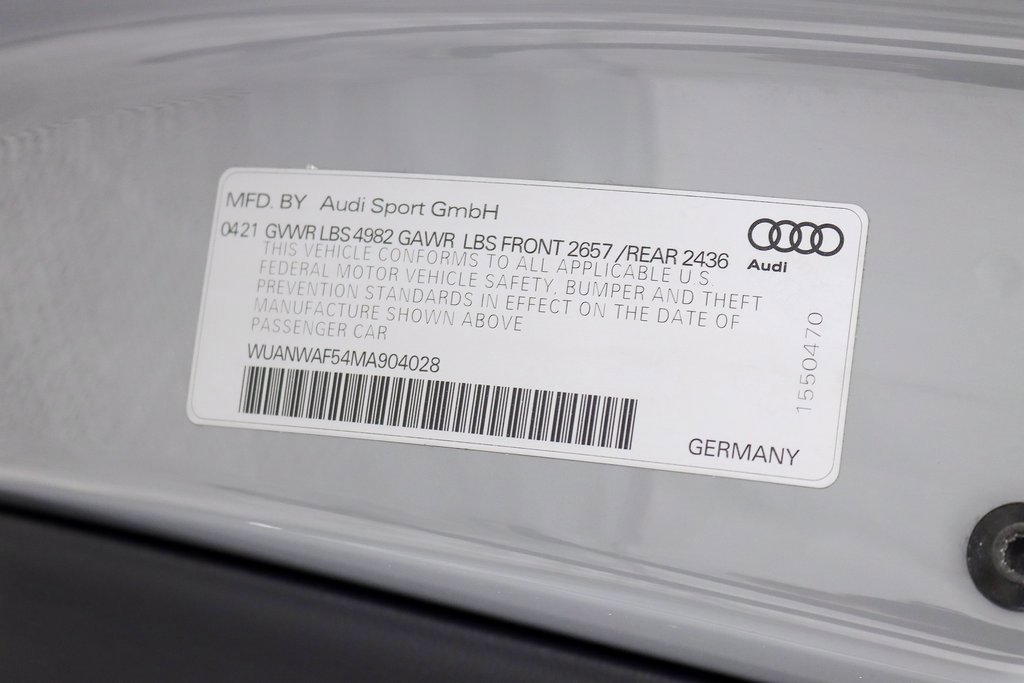 MFD. BY Audi Sport GmbH
0421 GVWR LBS 4982 GAWR LBS FRONT 2657 /REAR 2436
THIS VEHICLE CONFORMS TO ALL APPLICABLE U.S.
FEDERAL MOTOR VEHICLE SAFETY, BUMPER AND THEFT
PREVENTION STANDARDS IN EFFECT ON THE DATE OF
MANUFACTURE SHOWN ABOVE
PASSENGER CAR
WUANWAF54MA904028
Audi
1550470
GERMANY